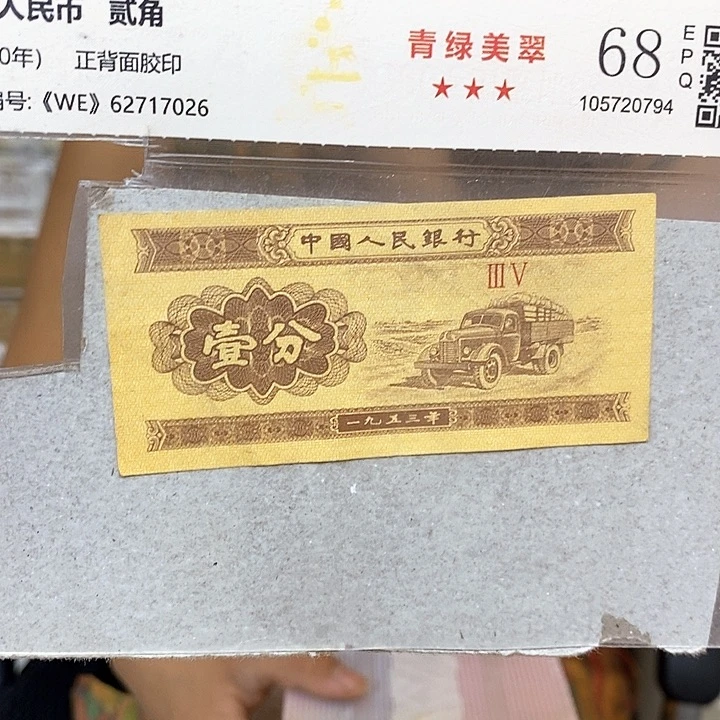 人民币 贰角
0年） 正背面胶印
号:《WE》62717026
青绿美翠
★★★
68
EPQ
105720794
中國人民銀行
ⅢⅤ
壹分
一九五三年